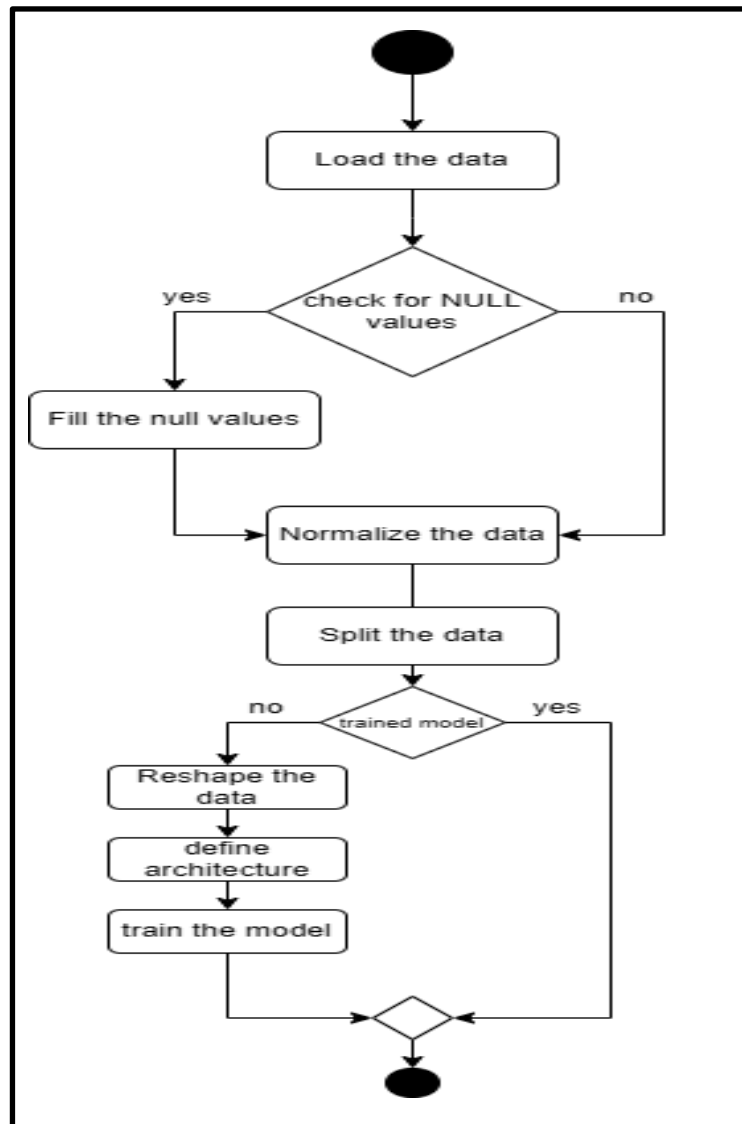 Load the data
check for NULL
values
yes
no
Fill the null values
Normalize the data
Split the data
trained model
no
yes
Reshape the
data
define
architecture
train the model